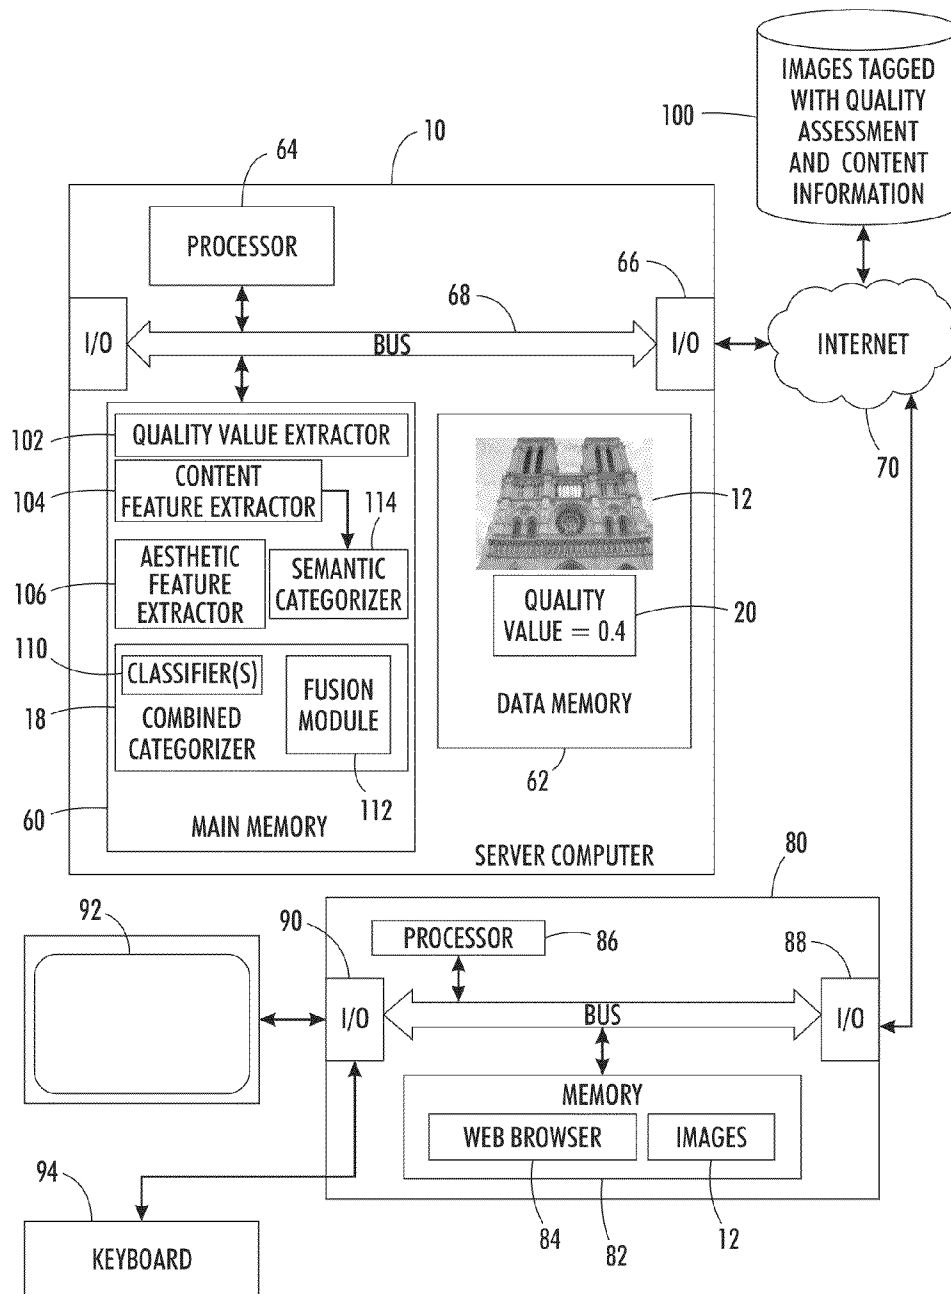 IMAGES TAGGED
WITH QUALITY
ASSESSMENT
AND CONTENT
INFORMATION
100
10
64
PROCESSOR
66
68
I/O
BUS
I/O
INTERNET
70
102
QUALITY VALUE EXTRACTOR
104
CONTENT
FEATURE EXTRACTOR
114
106
AESTHETIC
FEATURE
EXTRACTOR
SEMANTIC
CATEGORIZER
12
QUALITY
VALUE = 0.4
20
110
CLASSIFIER(S)
18
COMBINED
CATEGORIZER
FUSION
MODULE
DATA MEMORY
62
112
60
MAIN MEMORY
SERVER COMPUTER
80
92
90
PROCESSOR
86
88
I/O
BUS
I/O
MEMORY
WEB BROWSER
IMAGES
94
84
82
12
KEYBOARD